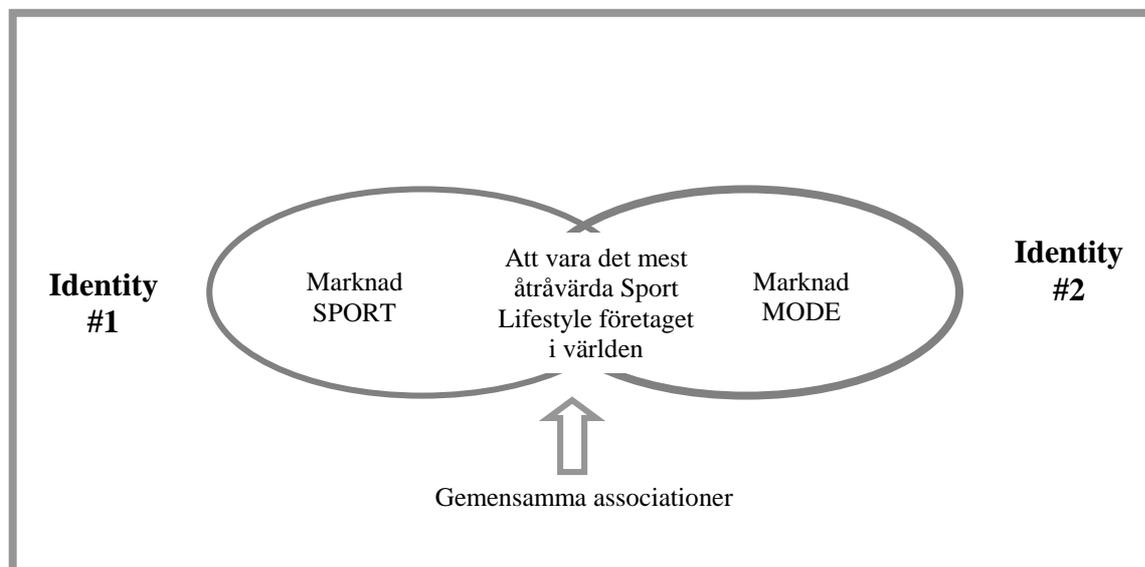 Identity
#1
Marknad
SPORT
Att vara det mest
åtråvärda Sport
Lifestyle företaget
i världen
Marknad
MODE
Identity
#2
Gemensamma associationer